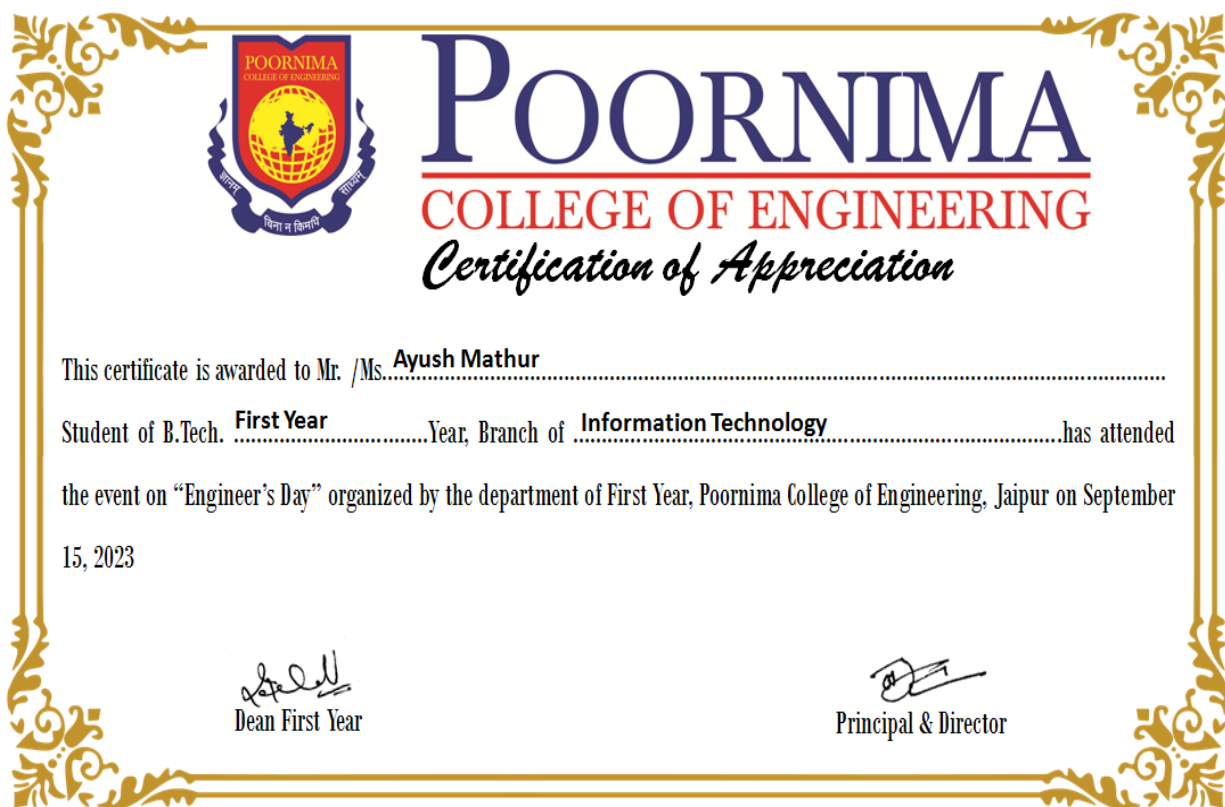 POORNIMA
COLLEGE OF ENGINEERING
ज्ञानम्
विना न किमपि
साध्यम्
POORNIMA
COLLEGE OF ENGINEERING
Certification of Appreciation
This certificate is awarded to Mr. /Ms. Ayush Mathur
Student of B.Tech. First Year Year, Branch of Information Technology has attended
the event on “Engineer’s Day” organized by the department of First Year, Poornima College of Engineering, Jaipur on September
15, 2023
Dean First Year
Principal & Director